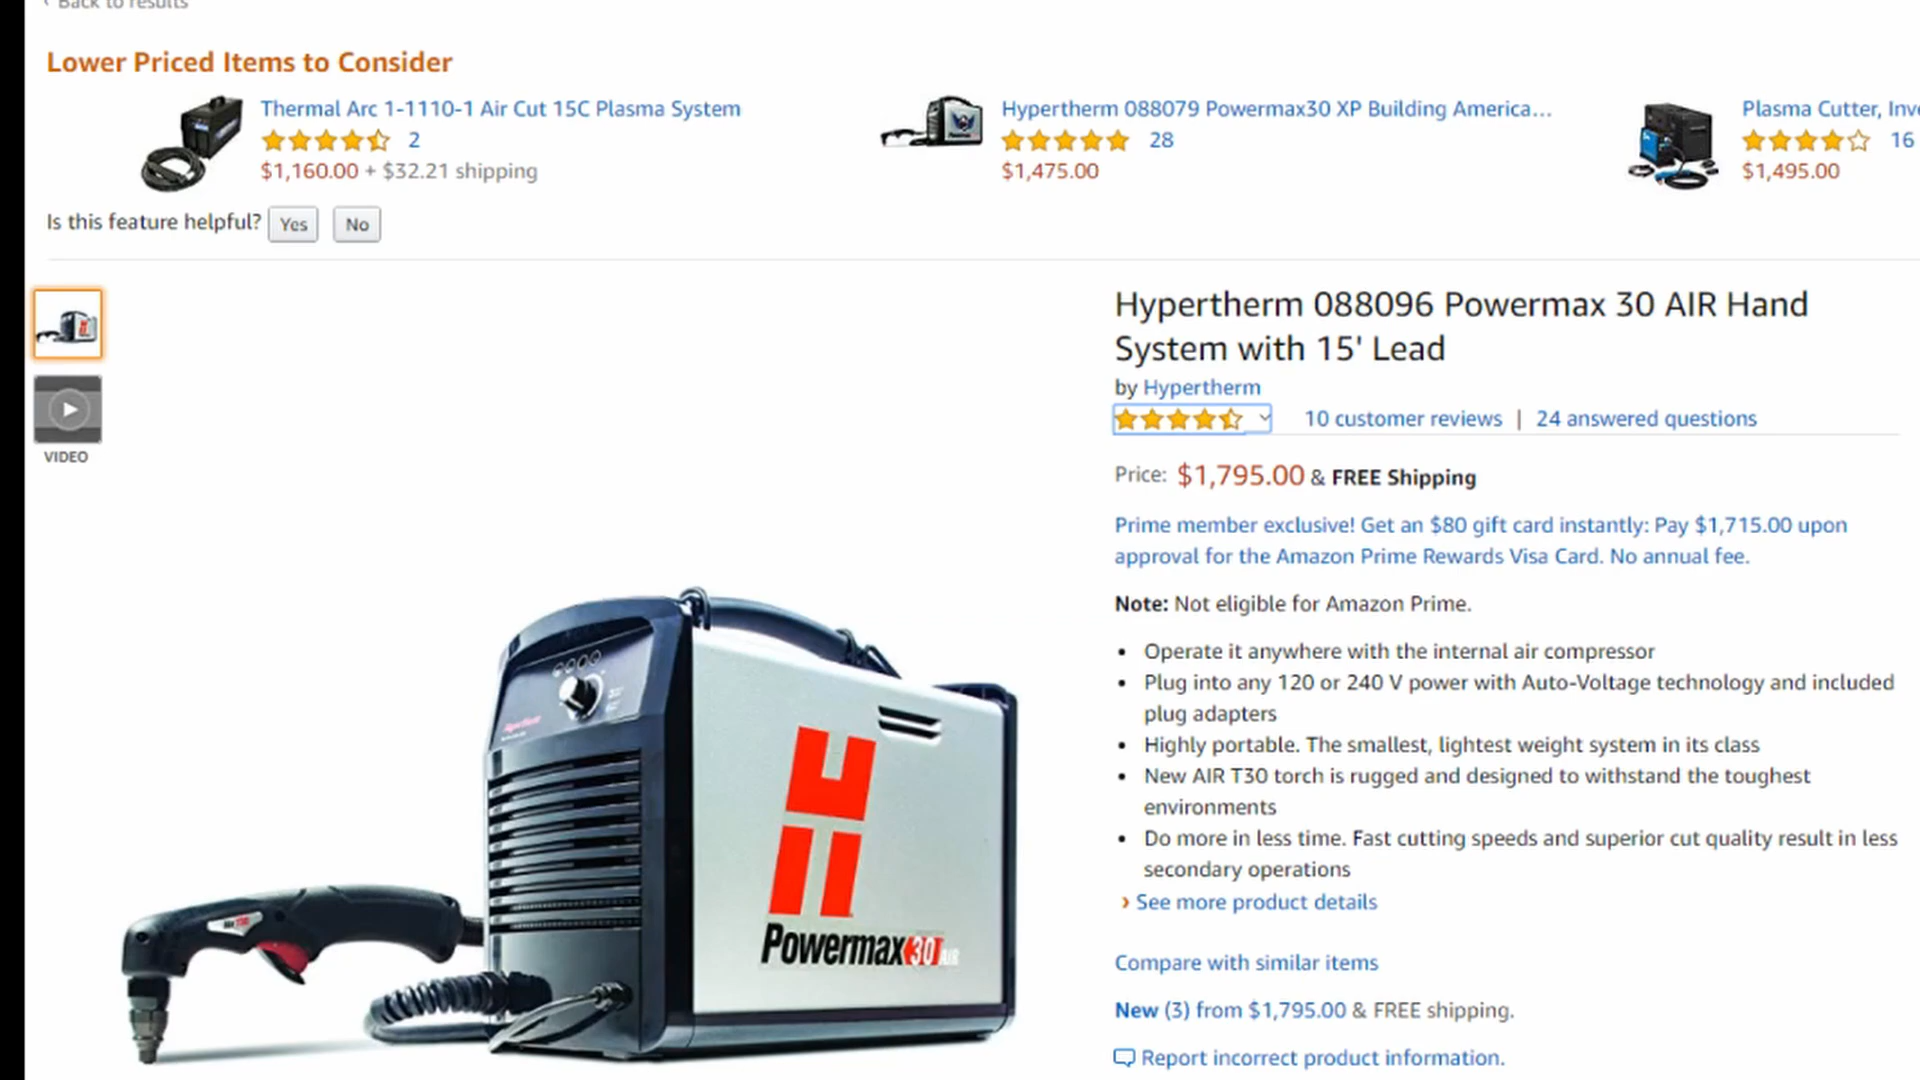 Back to results
Lower Priced Items to Consider
Thermal Arc 1-1110-1 Air Cut 15C Plasma System
2
$1,160.00 + $32.21 shipping
Hypertherm 088079 Powermax30 XP Building America...
28
$1,475.00
Plasma Cutter, Inv
16
$1,495.00
Is this feature helpful? Yes No
VIDEO
Hypertherm 088096 Powermax 30 AIR Hand
System with 15' Lead
by Hypertherm
10 customer reviews | 24 answered questions
Price: $1,795.00 & FREE Shipping
Prime member exclusive! Get an $80 gift card instantly: Pay $1,715.00 upon
approval for the Amazon Prime Rewards Visa Card. No annual fee.
Note: Not eligible for Amazon Prime.
• Operate it anywhere with the internal air compressor
• Plug into any 120 or 240 V power with Auto-Voltage technology and included
plug adapters
• Highly portable. The smallest, lightest weight system in its class
• New AIR T30 torch is rugged and designed to withstand the toughest
environments
• Do more in less time. Fast cutting speeds and superior cut quality result in less
secondary operations
› See more product details
Compare with similar items
New (3) from $1,795.00 & FREE shipping.
Report incorrect product information.
Powermax30 AIR